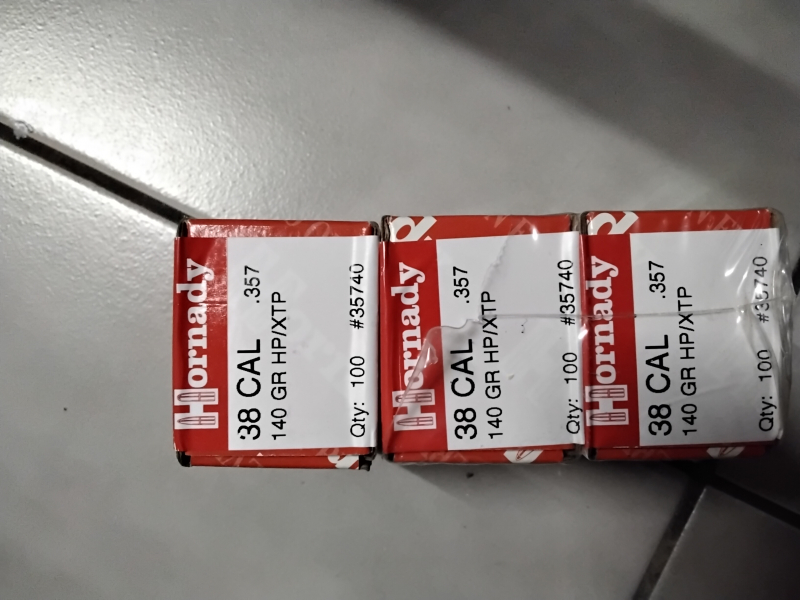 Hornady
38 CAL .357
140 GR HP/XTP
Qty: 100 #35740
Hornady
38 CAL .357
140 GR HP/XTP
Qty: 100 #35740
Hornady
38 CAL .357
140 GR HP/XTP
Qty: 100 #35740